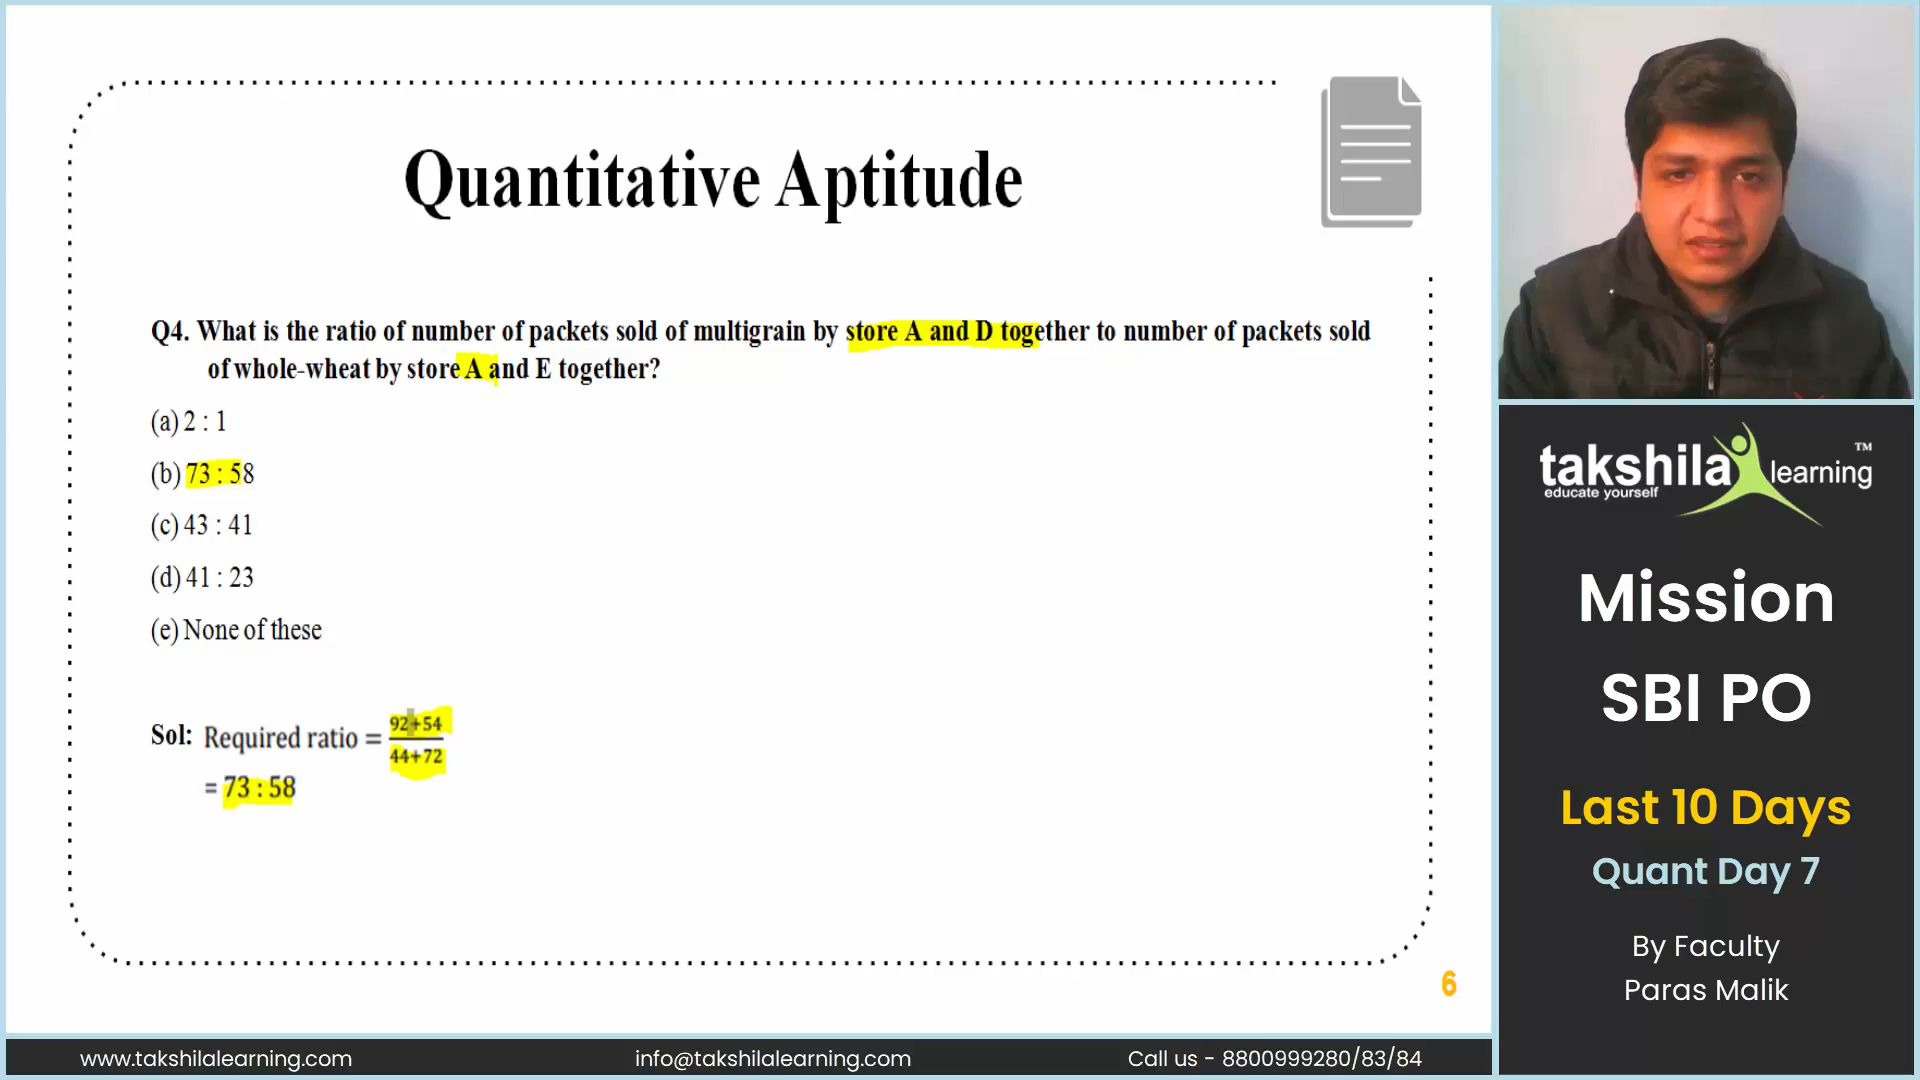 Quantitative Aptitude
Q4. What is the ratio of number of packets sold of multigrain by store A and D together to number of packets sold
of whole-wheat by store A and E together?
(a) 2 : 1
(b) 73 : 58
(c) 43 : 41
(d) 41 : 23
(e) None of these
Sol: Required ratio = 92+54
44+72
= 73 : 58
6
takshila learning ™
educate yourself
Mission
SBI PO
Last 10 Days
Quant Day 7
By Faculty
Paras Malik
www.takshilalearning.com info@takshilalearning.com Call us - 8800999280/83/84